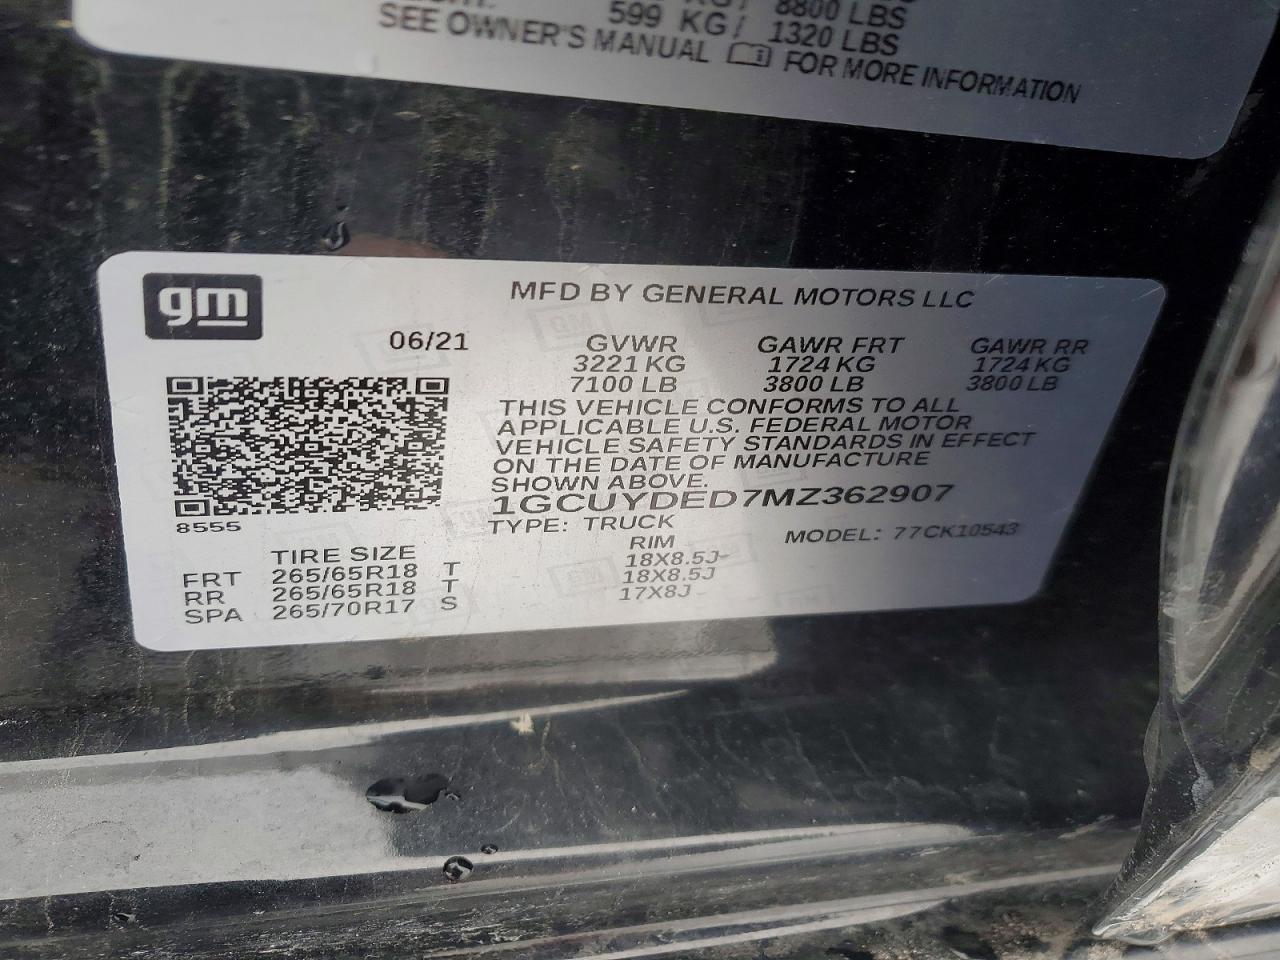 KG/ 8800 LBS
599 KG/ 1320 LBS
SEE OWNER'S MANUAL FOR MORE INFORMATION
gm
MFD BY GENERAL MOTORS LLC
06/21 GVWR GAWR FRT GAWR RR
3221 KG 1724 KG 1724 KG
7100 LB 3800 LB 3800 LB
THIS VEHICLE CONFORMS TO ALL
APPLICABLE U.S. FEDERAL MOTOR
VEHICLE SAFETY STANDARDS IN EFFECT
ON THE DATE OF MANUFACTURE
SHOWN ABOVE.
1GCUYDED7MZ362907
8555
TYPE: TRUCK MODEL: 77CK10543
TIRE SIZE RIM
FRT 265/65R18 T 18X8.5J
RR 265/65R18 T 18X8.5J
SPA 265/70R17 S 17X8J